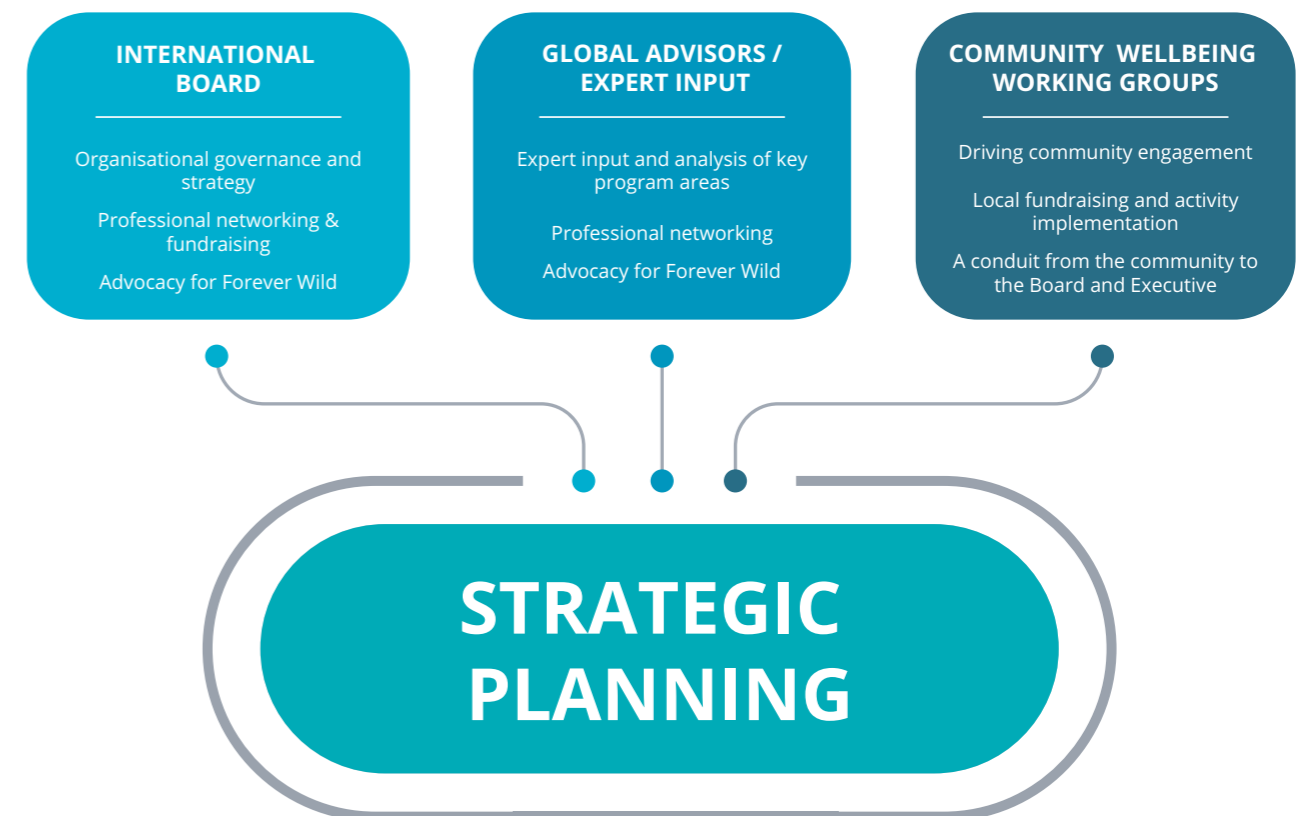 INTERNATIONAL
BOARD
Organisational governance and
strategy
Professional networking &
fundraising
Advocacy for Forever Wild
GLOBAL ADVISORS /
EXPERT INPUT
Expert input and analysis of key
program areas
Professional networking
Advocacy for Forever Wild
COMMUNITY WELLBEING
WORKING GROUPS
Driving community engagement
Local fundraising and activity
implementation
A conduit from the community to
the Board and Executive
STRATEGIC
PLANNING